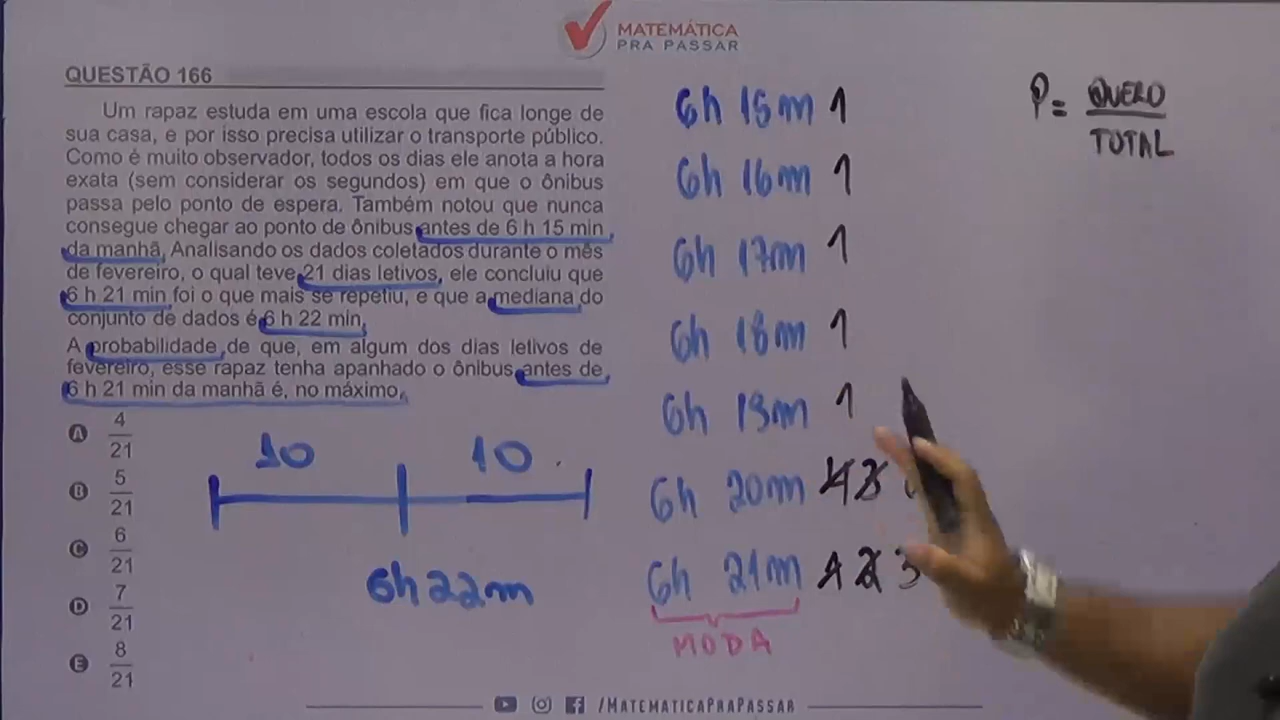 MATEMÁTICA
PRA PASSAR
QUESTÃO 166
Um rapaz estuda em uma escola que fica longe de
sua casa, e por isso precisa utilizar o transporte público.
Como é muito observador, todos os dias ele anota a hora
exata (sem considerar os segundos) em que o ônibus
passa pelo ponto de espera. Também notou que nunca
consegue chegar ao ponto de ônibus antes de 6 h 15 min
da manhã. Analisando os dados coletados durante o mês
de fevereiro, o qual teve 21 dias letivos, ele concluiu que
6 h 21 min foi o que mais se repetiu, e que a mediana do
conjunto de dados é 6 h 22 min.
A probabilidade de que, em algum dos dias letivos de
fevereiro, esse rapaz tenha apanhado o ônibus antes de
6 h 21 min da manhã é, no máximo,
A 4/21
B 5/21
C 6/21
D 7/21
E 8/21
10 10
6h22m
6h 15m 1
6h 16m 1
6h 17m 1
6h 18m 1
6h 19m 1
6h 20m
6h 21m 1 2 3
MODA
P = QUERO
TOTAL
/MATEMATICAPRAPASSAR